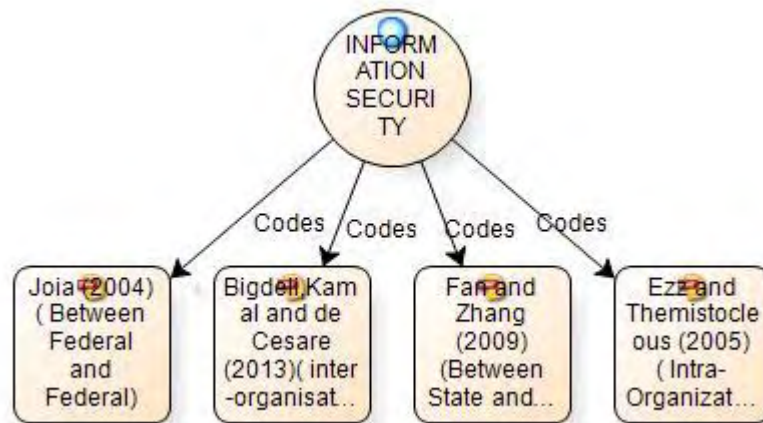 INFORM
ATION
SECURI
TY
Codes
Codes
Codes
Codes
Joia (2004)
( Between
Federal
and
Federal)
Bigdeli,Kam
al and de
Cesare
(2013)( inter
-organisat...
Fan and
Zhang
(2009)
(Between
State and...
Ezz and
Themistocle
ous (2005)
( Intra-
Organizat...